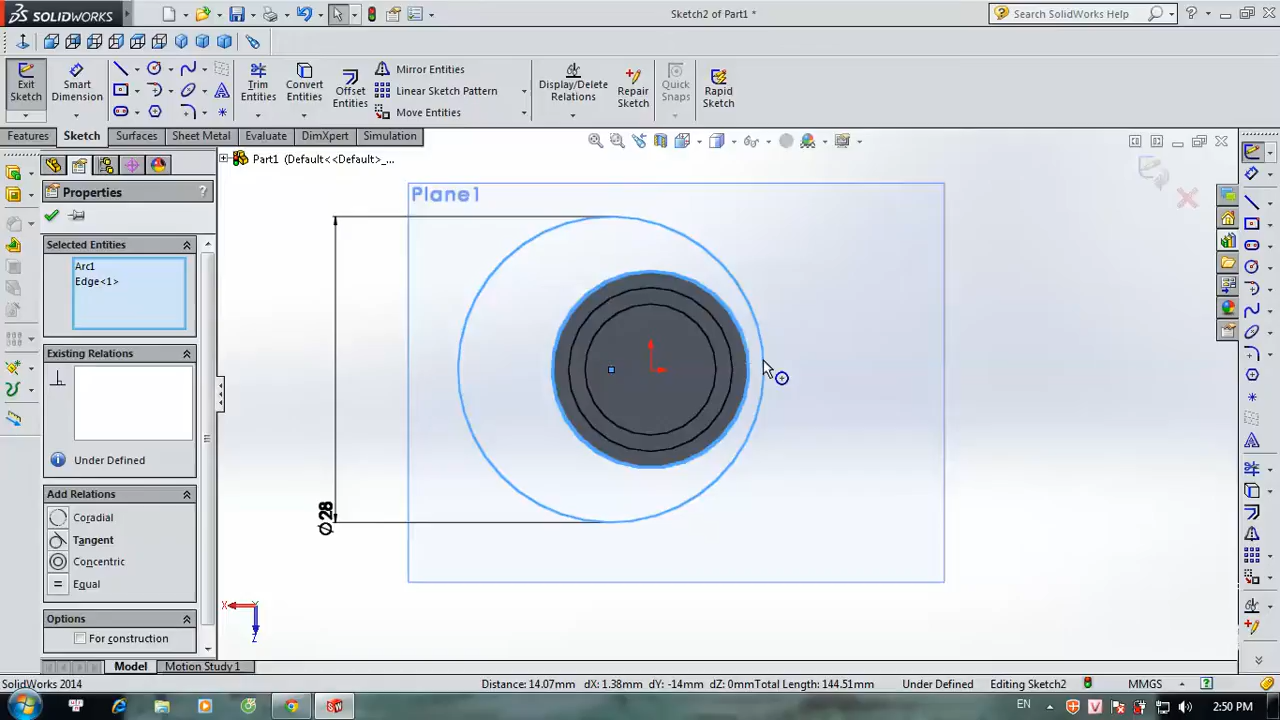 SOLIDWORKS
Sketch2 of Part1 *
Search SolidWorks Help
Exit Sketch
Smart Dimension
Trim Entities
Convert Entities
Offset Entities
Mirror Entities
Linear Sketch Pattern
Move Entities
Display/Delete Relations
Repair Sketch
Quick Snaps
Rapid Sketch
Features
Sketch
Surfaces
Sheet Metal
Evaluate
DimXpert
Office Simulation
Part1 (Default<<Default>_...
Properties
?
Selected Entities
Arc1
Edge<1>
Existing Relations
Under Defined
Add Relations
Coradial
Tangent
Concentric
Equal
Options
For construction
Plane1
Ø28
X
Y
Z
Model
Motion Study 1
SolidWorks 2014
Distance: 14.07mm dX: 1.38mm dY: -14mm dZ: 0mmTotal Length: 144.51mm
Under Defined
Editing Sketch2
MMGS
EN
2:50 PM